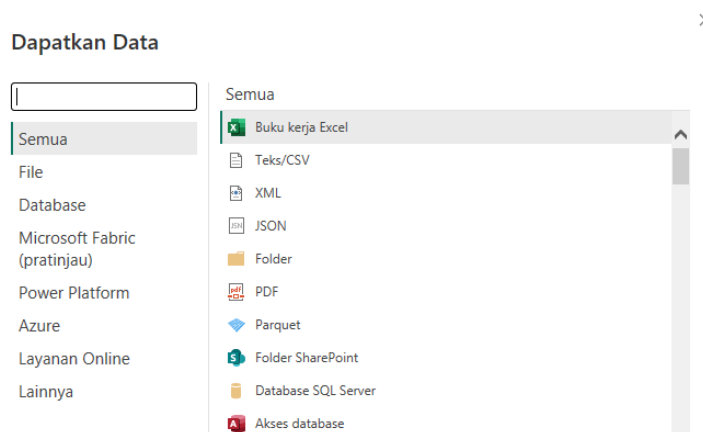 Dapatkan Data
Semua
File
Database
Microsoft Fabric
(pratinjau)
Power Platform
Azure
Layanan Online
Lainnya
Semua
Buku kerja Excel
Teks/CSV
XML
JSON
Folder
PDF
Parquet
Folder SharePoint
Database SQL Server
Akses database